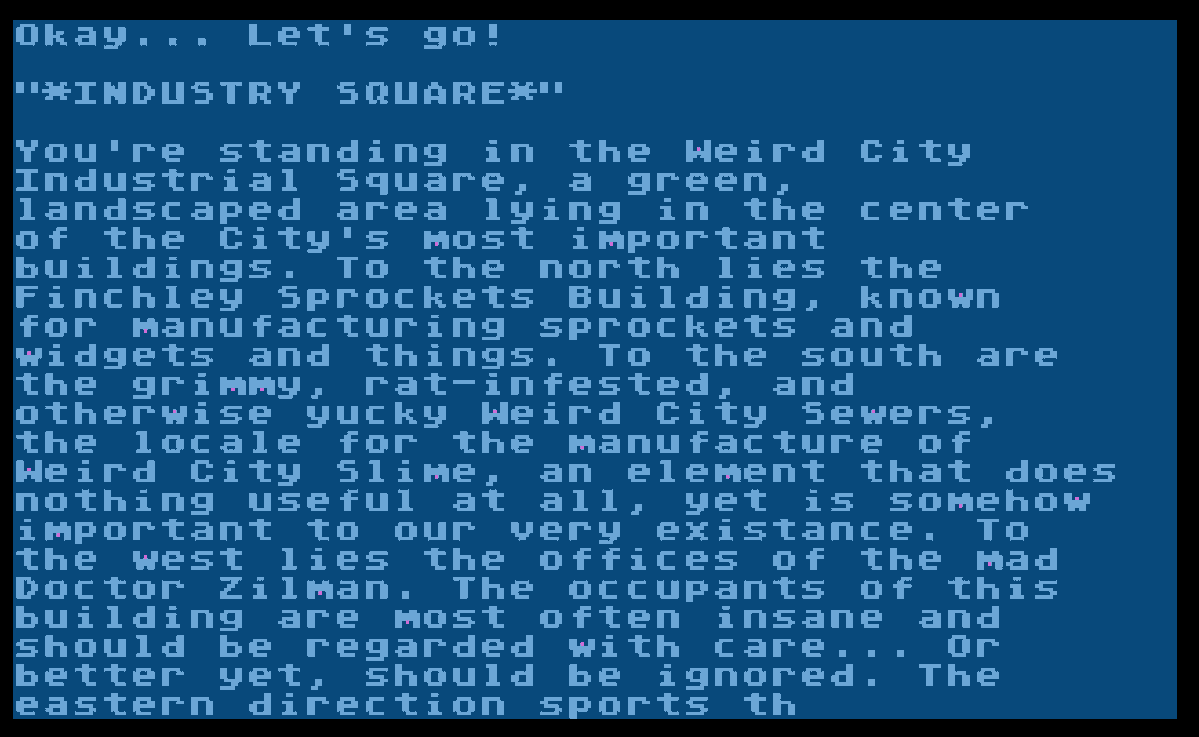 Okay... Let's go!
"*INDUSTRY SQUARE*"
You're standing in the Weird City
Industrial Square, a green,
landscaped area lying in the center
of the City's most important
buildings. To the north lies the
Finchley Sprockets Building, known
for manufacturing sprockets and
widgets and things. To the south are
the grimmy, rat-infested, and
otherwise yucky Weird City Sewers,
the locale for the manufacture of
Weird City Slime, an element that does
nothing useful at all, yet is somehow
important to our very existance. To
the west lies the offices of the mad
Doctor Zilman. The occupants of this
building are most often insane and
should be regarded with care... Or
better yet, should be ignored. The
eastern direction sports th